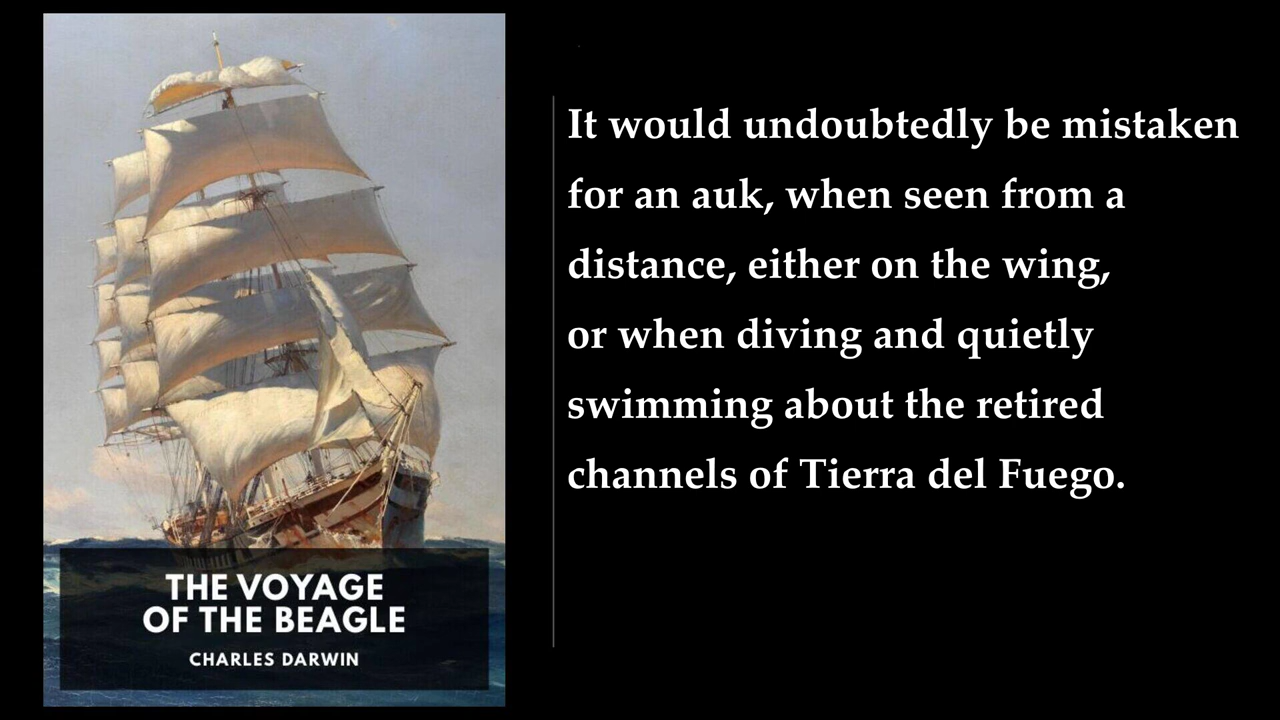 THE VOYAGE
OF THE BEAGLE
CHARLES DARWIN
It would undoubtedly be mistaken
for an auk, when seen from a
distance, either on the wing,
or when diving and quietly
swimming about the retired
channels of Tierra del Fuego.